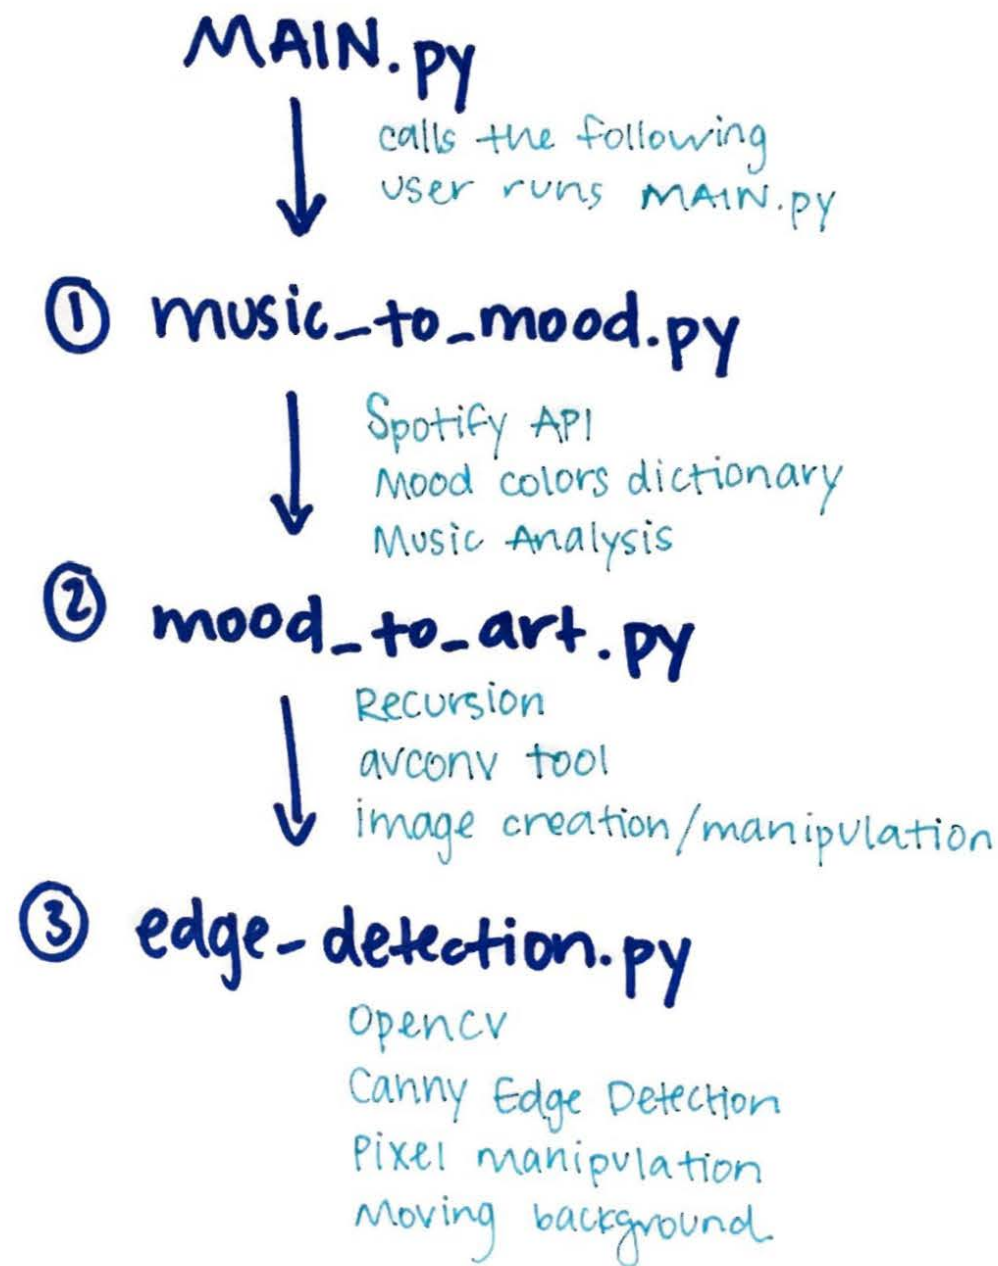 MAIN.py
calls the following
user runs MAIN.py
① music_to_mood.py
Spotify API
Mood colors dictionary
Music Analysis
② mood_to_art.py
Recursion
avconv tool
image creation/manipulation
③ edge-detection.py
Opencv
Canny Edge Detection
Pixel manipulation
Moving background